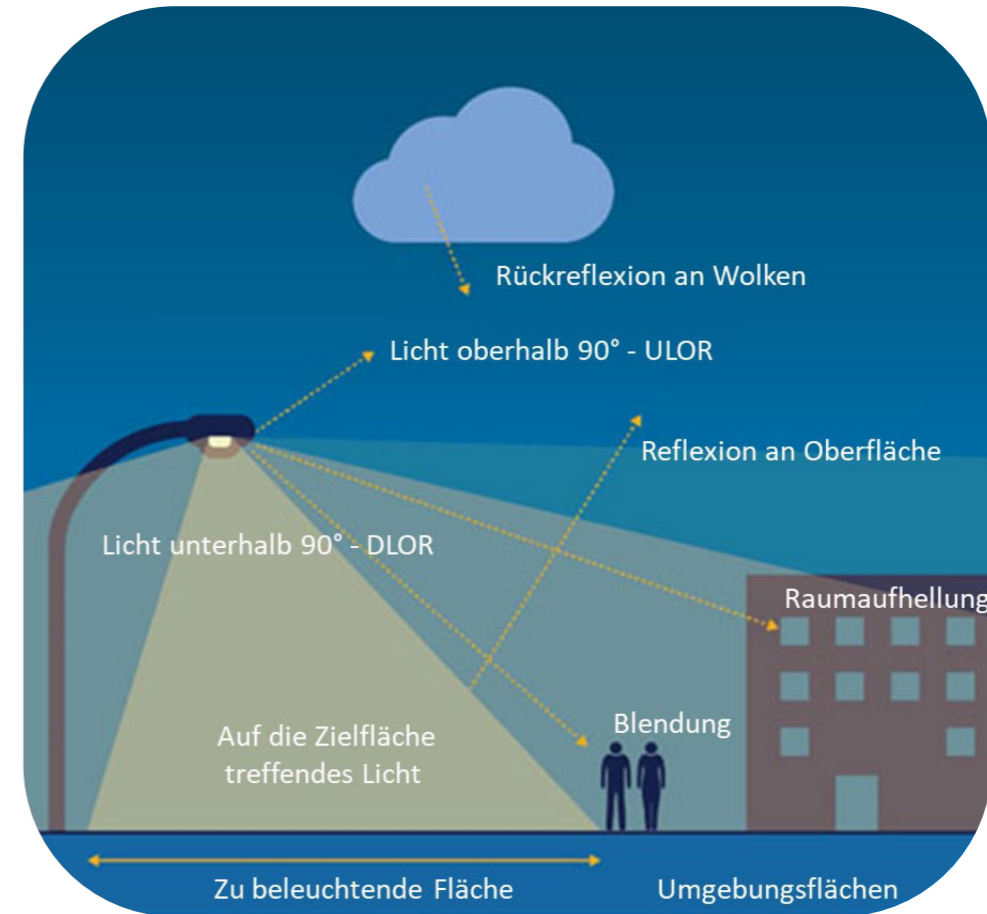 Rückreflexion an Wolken
Licht oberhalb 90° - ULOR
Reflexion an Oberfläche
Licht unterhalb 90° - DLOR
Raumaufhellung
Blendung
Auf die Zielfläche
treffendes Licht
Zu beleuchtende Fläche
Umgebungsflächen